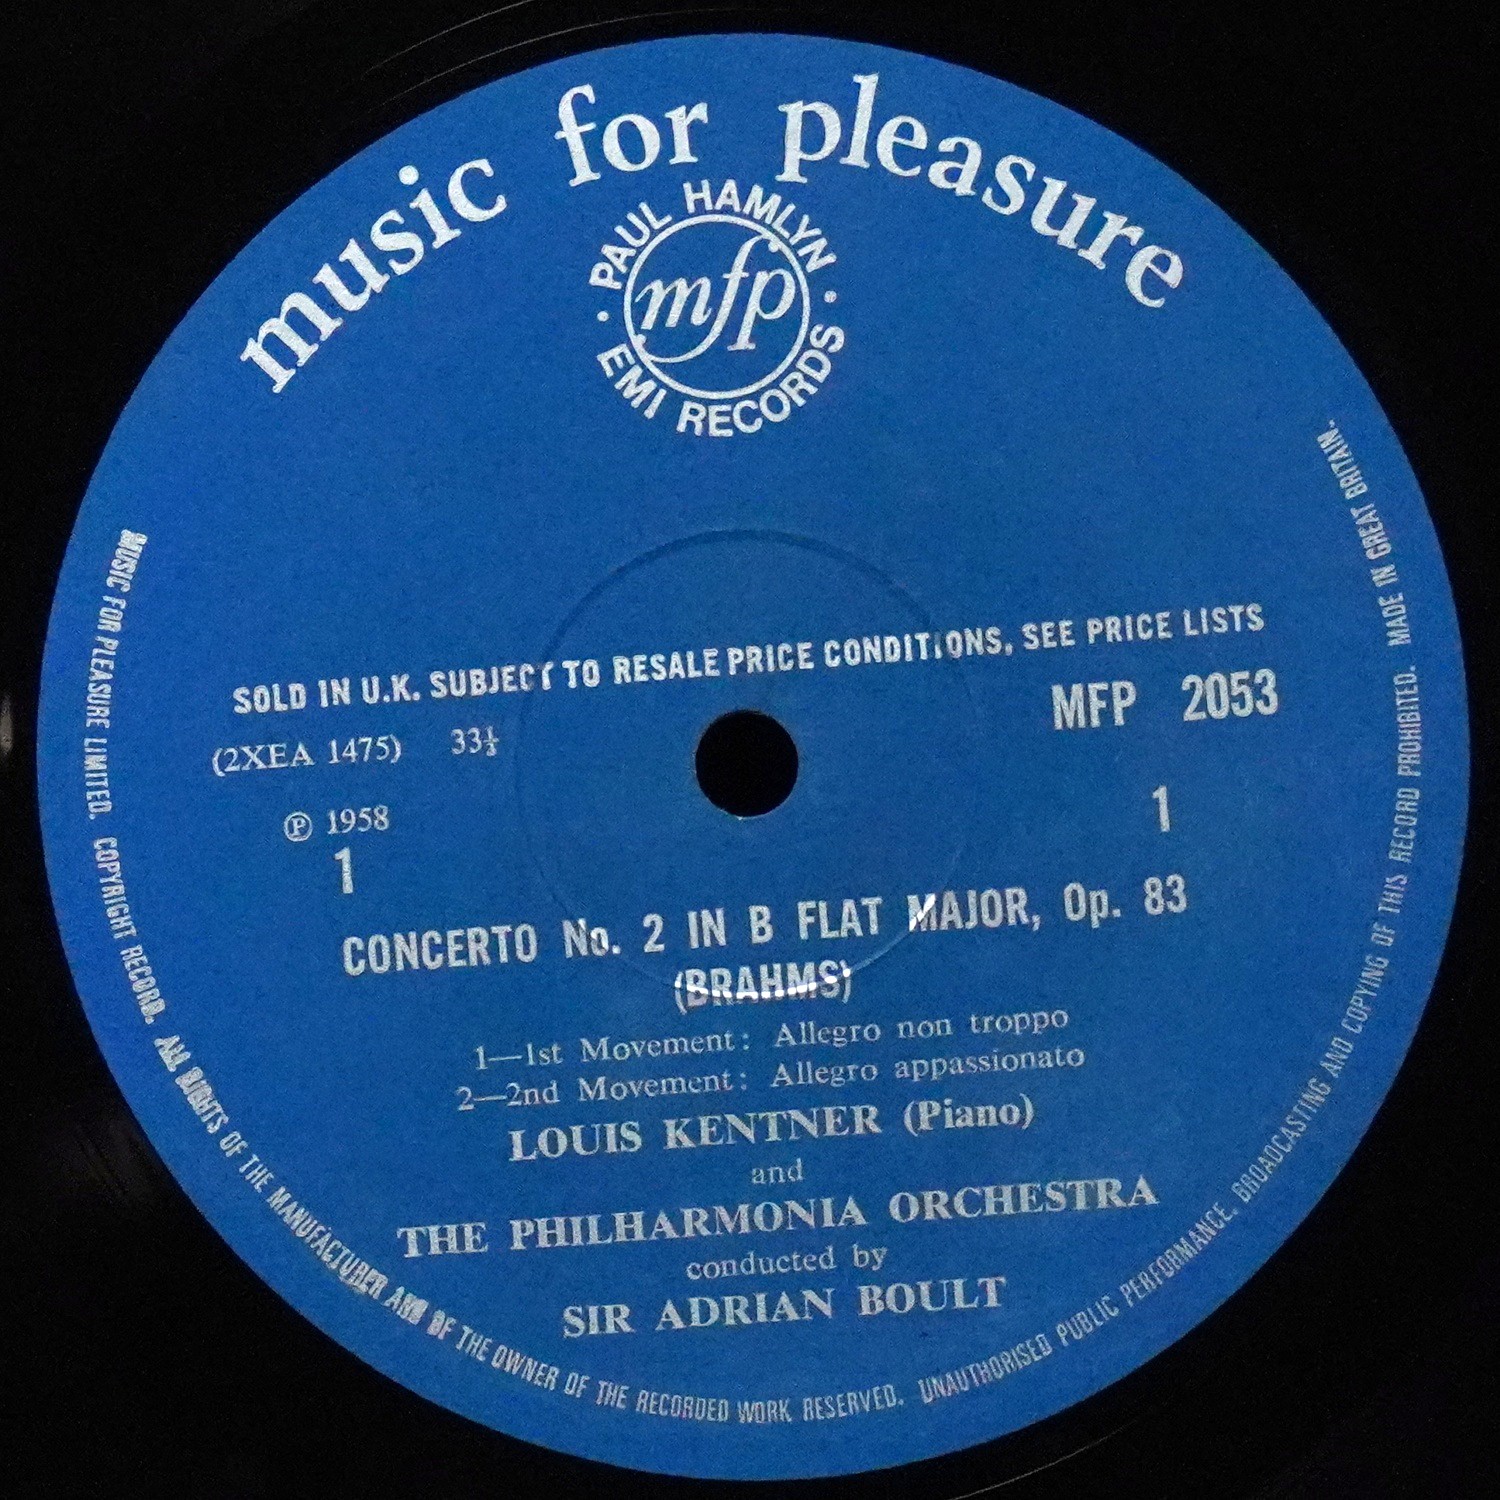 music for pleasure
PAUL HAMLYN
mfp
· EMI RECORDS ·
SOLD IN U.K. SUBJECT TO RESALE PRICE CONDITIONS, SEE PRICE LISTS
MFP 2053
(2XEA 1475) 33⅓
℗ 1958
1
1
CONCERTO No. 2 IN B FLAT MAJOR, Op. 83
(BRAHMS)
1—1st Movement: Allegro non troppo
2—2nd Movement: Allegro appassionato
LOUIS KENTNER (Piano)
and
THE PHILHARMONIA ORCHESTRA
conducted by
SIR ADRIAN BOULT
MUSIC FOR PLEASURE LIMITED. COPYRIGHT RECORD. ALL RIGHTS OF THE MANUFACTURER AND OF THE OWNER OF THE RECORDED WORK RESERVED. UNAUTHORISED PUBLIC PERFORMANCE, BROADCASTING AND COPYING OF THIS RECORD PROHIBITED. MADE IN GREAT BRITAIN.